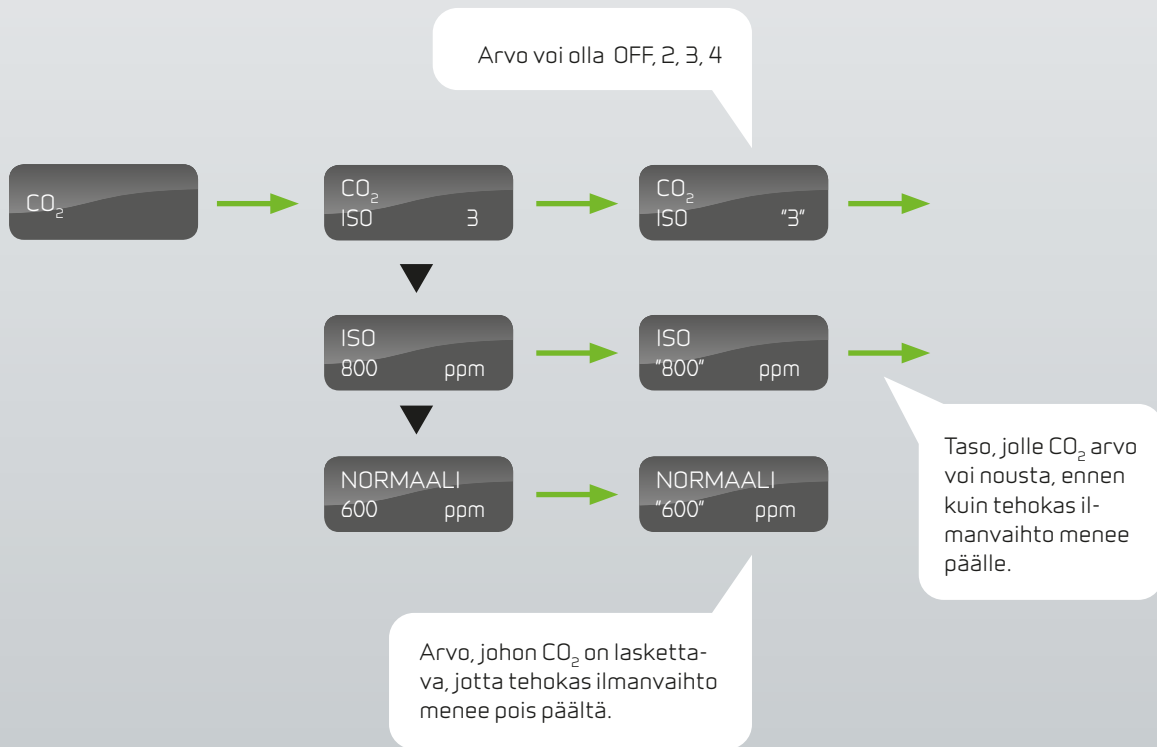 Arvo voi olla OFF, 2, 3, 4
CO₂
CO₂
ISO 3
CO₂
ISO "3"
ISO
800 ppm
ISO
"800" ppm
NORMAALI
600 ppm
NORMAALI
"600" ppm
Taso, jolle CO₂ arvo
voi nousta, ennen
kuin tehokas il-
manvaihto menee
päälle.
Arvo, johon CO₂ on laskетta-
va, jotta tehokas ilmanvaihto
menee pois päältä.